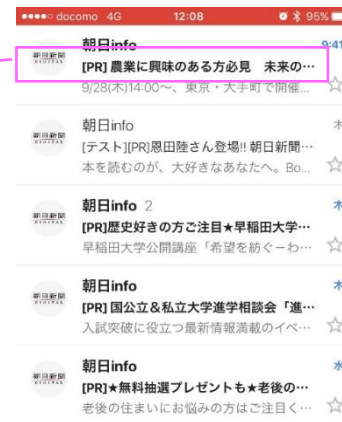 docomo 4G 12:08 95%
朝日info 9:41
朝日新聞
DIGITAL
[PR] 農業に興味のある方必見　未来の…
9/28(木)14:00〜、東京・大手町で開催...
朝日info 木
朝日新聞
DIGITAL
[テスト][PR]恩田陸さん登場!! 朝日新聞…
本を読むのが、大好きなあなたへ。Bo...
朝日info 2 木
朝日新聞
DIGITAL
[PR]歴史好きの方ご注目★早稲田大学…
早稲田大学公開講座「希望を紡ぐーわ…
朝日info 水
朝日新聞
DIGITAL
[PR] 国公立&私立大学進学相談会「進…
入試突破に役立つ最新情報満載のイベ…
朝日info 水
朝日新聞
DIGITAL
[PR]★無料抽選プレゼントも★老後の…
老後の住まいにお悩みの方はご注目く…